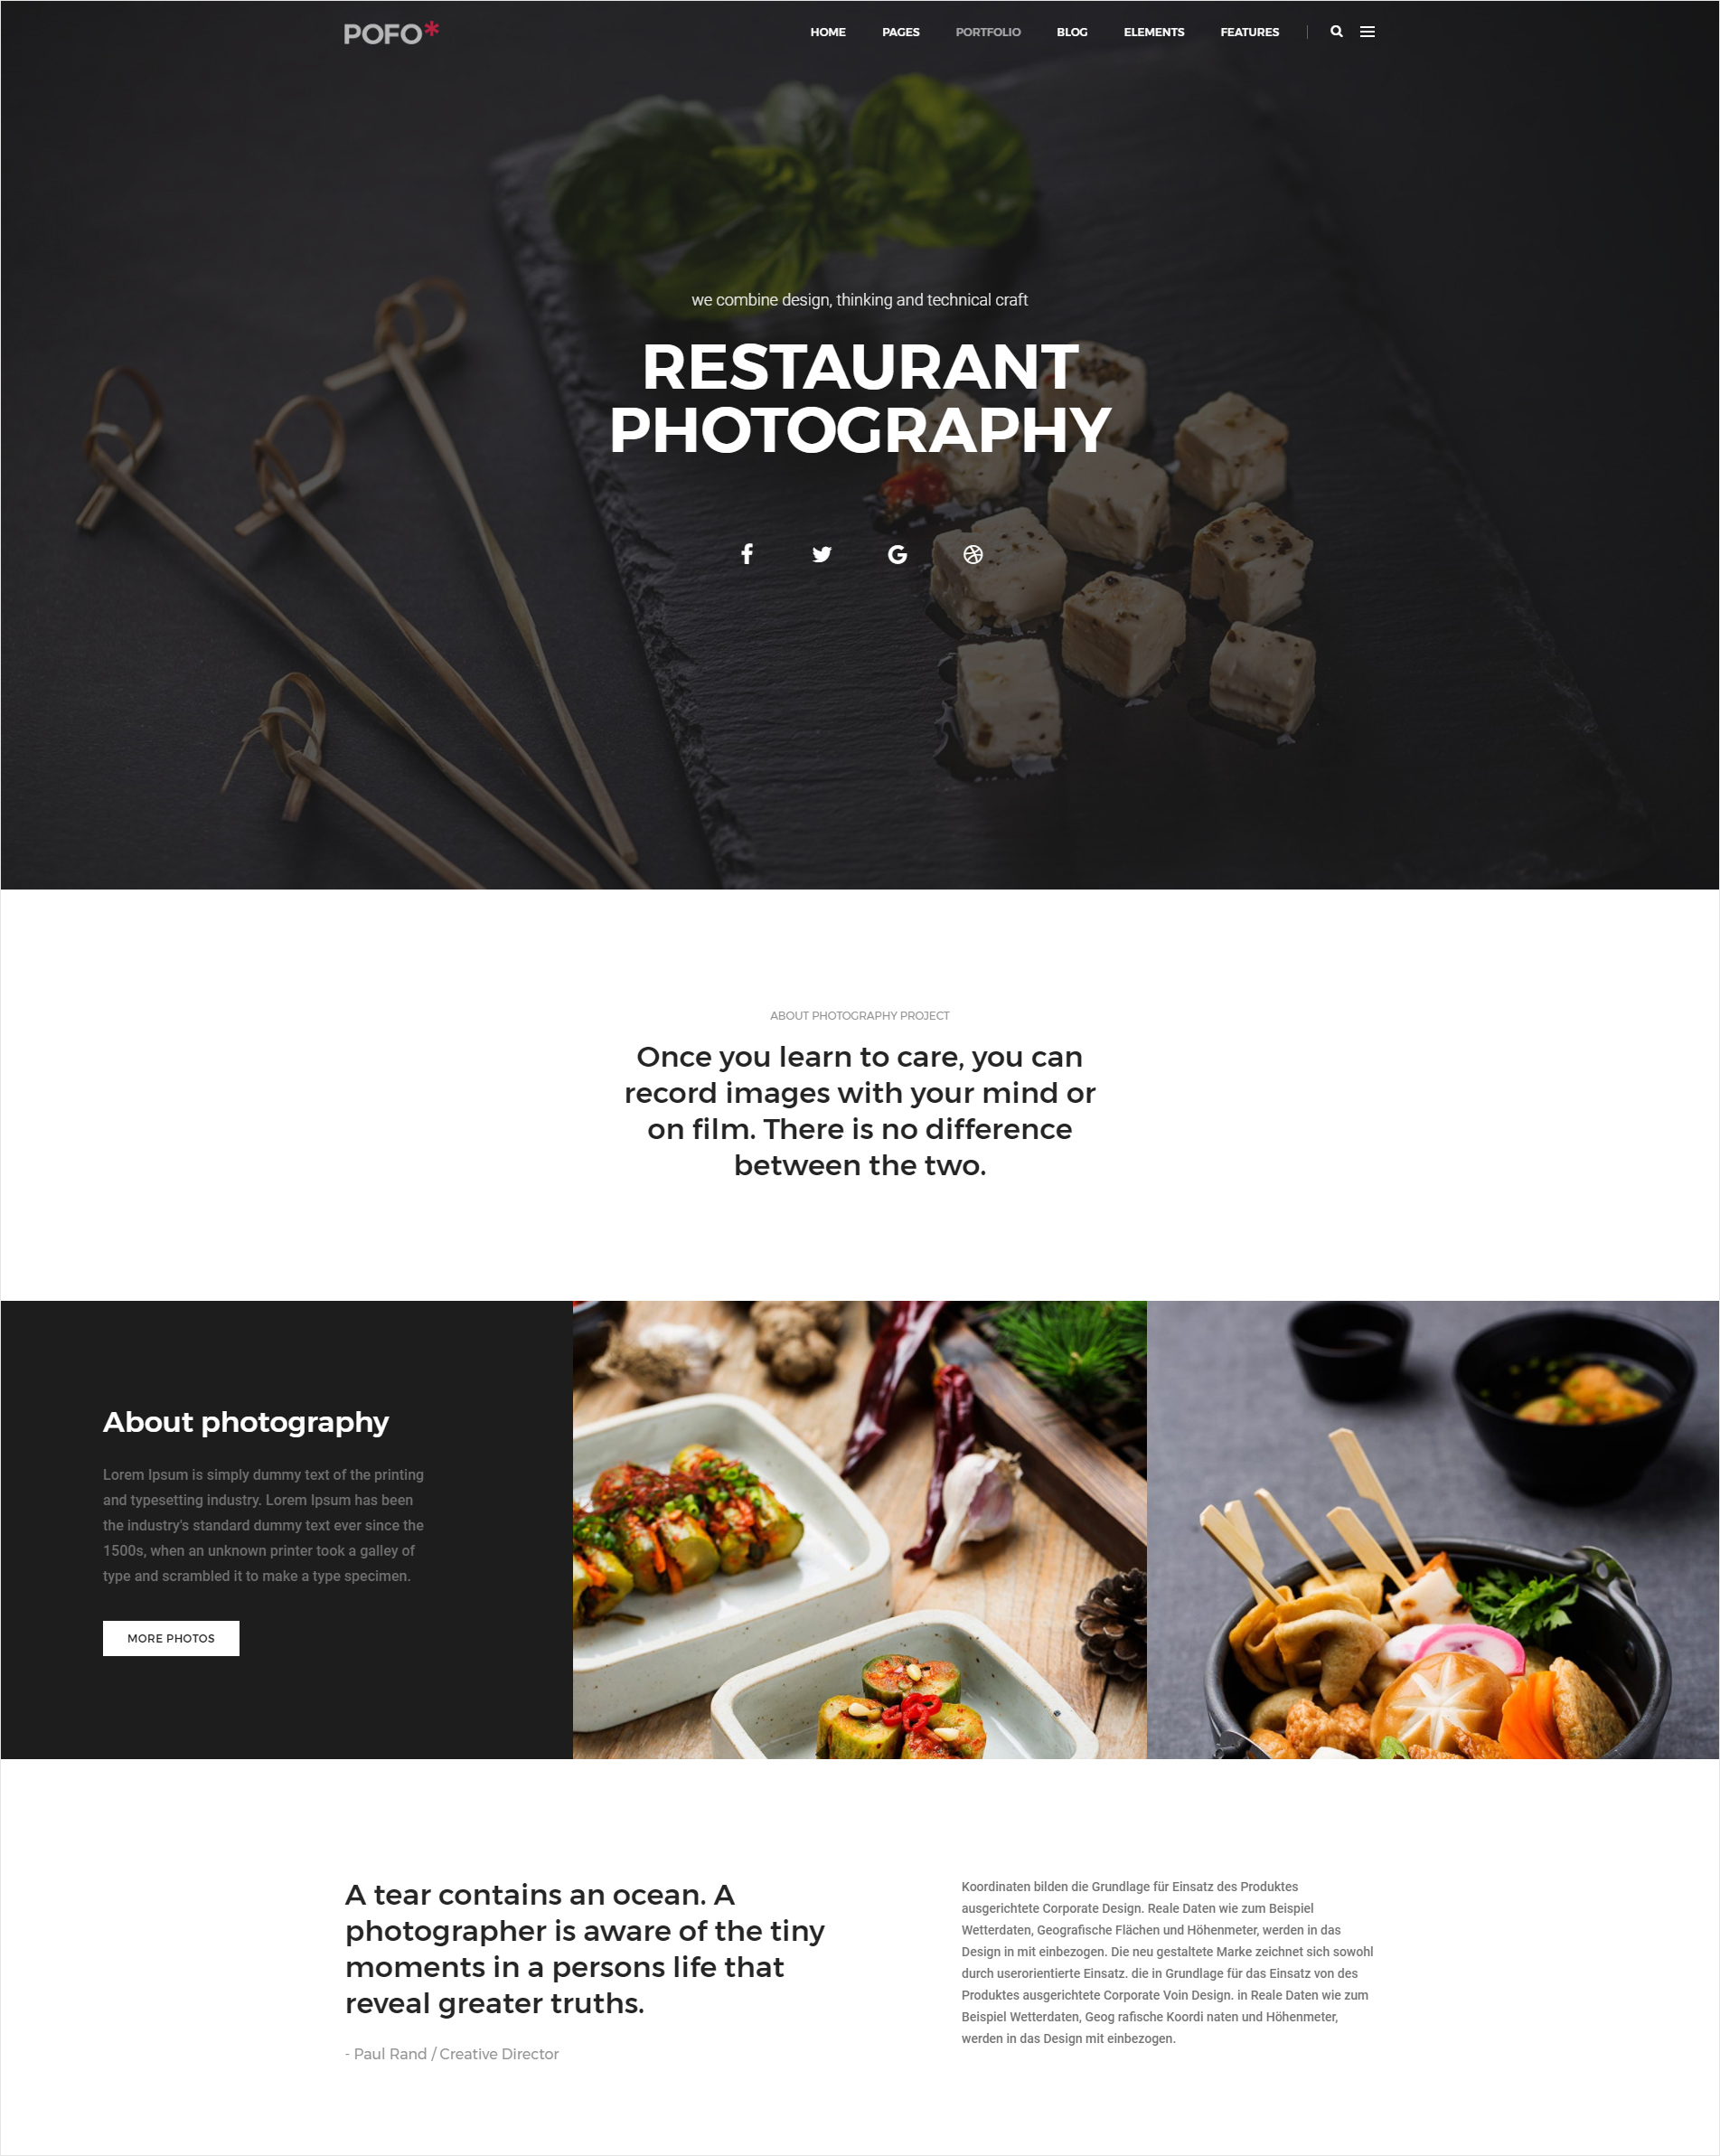 POFO*
HOME PAGES PORTFOLIO BLOG ELEMENTS FEATURES
we combine design, thinking and technical craft
RESTAURANT
PHOTOGRAPHY
ABOUT PHOTOGRAPHY PROJECT
Once you learn to care, you can
record images with your mind or
on film. There is no difference
between the two.
About photography
Lorem Ipsum is simply dummy text of the printing
and typesetting industry. Lorem Ipsum has been
the industry's standard dummy text ever since the
1500s, when an unknown printer took a galley of
type and scrambled it to make a type specimen.
MORE PHOTOS
A tear contains an ocean. A
photographer is aware of the tiny
moments in a persons life that
reveal greater truths.
- Paul Rand / Creative Director
Koordinaten bilden die Grundlage für Einsatz des Produktes
ausgerichtete Corporate Design. Reale Daten wie zum Beispiel
Wetterdaten, Geografische Flächen und Höhenmeter, werden in das
Design in mit einbezogen. Die neu gestaltete Marke zeichnet sich sowohl
durch userorientierte Einsatz. die in Grundlage für das Einsatz von des
Produktes ausgerichtete Corporate Voin Design. in Reale Daten wie zum
Beispiel Wetterdaten, Geog rafische Koordi naten und Höhenmeter,
werden in das Design mit einbezogen.